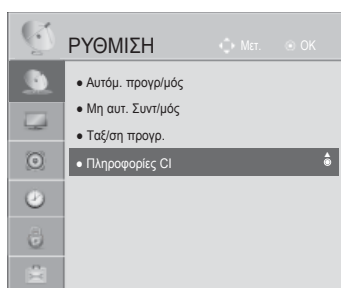 ΡΥΘΜΙΣΗ Μετ. OK
● Αυτόμ. προγρ/μός
● Μη αυτ. Συντ/μός
● Ταξ/ση προγρ.
● Πληροφορίες CI